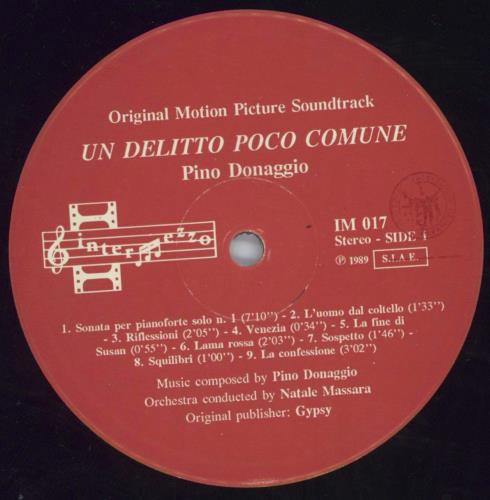 Original Motion Picture Soundtrack
UN DELITTO POCO COMUNE
Pino Donaggio
intermezzo
IM 017
Stereo - SIDE 1
Ⓟ 1989 S.I.A.E.
1. Sonata per pianoforte solo n. 1 (7'10'') - 2. L'uomo dal coltello (1'33'')
- 3. Riflessioni (2'05'') - 4. Venezia (0'34'') - 5. La fine di
Susan (0'55'') - 6. Lama rossa (2'03'') - 7. Sospetto (1'46'') -
8. Squilibri (1'00'') - 9. La confessione (3'02'')
Music composed by Pino Donaggio
Orchestra conducted by Natale Massara
Original publisher: Gypsy